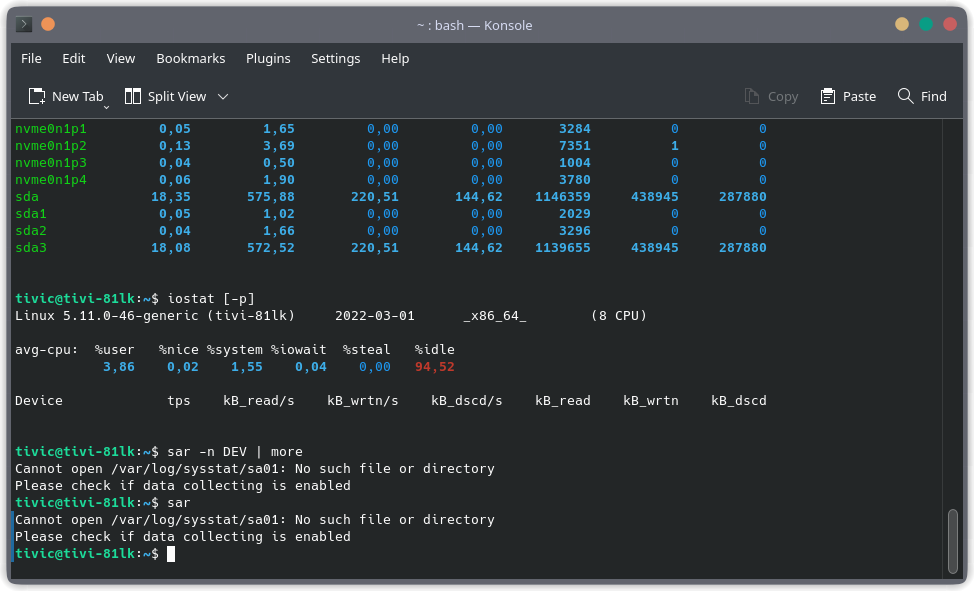 ~ : bash — Konsole
File Edit View Bookmarks Plugins Settings Help
New Tab Split View Copy Paste Find
nvme0n1p1 0,05 1,65 0,00 0,00 3284 0 0
nvme0n1p2 0,13 3,69 0,00 0,00 7351 1 0
nvme0n1p3 0,04 0,50 0,00 0,00 1004 0 0
nvme0n1p4 0,06 1,90 0,00 0,00 3780 0 0
sda 18,35 575,88 220,51 144,62 1146359 438945 287880
sda1 0,05 1,02 0,00 0,00 2029 0 0
sda2 0,04 1,66 0,00 0,00 3296 0 0
sda3 18,08 572,52 220,51 144,62 1139655 438945 287880
tivic@tivi-81lk:~$ iostat [-p]
Linux 5.11.0-46-generic (tivi-81lk) 2022-03-01 _x86_64_ (8 CPU)
avg-cpu: %user %nice %system %iowait %steal %idle
3,86 0,02 1,55 0,04 0,00 94,52
Device tps kB_read/s kB_wrtn/s kB_dscd/s kB_read kB_wrtn kB_dscd
tivic@tivi-81lk:~$ sar -n DEV | more
Cannot open /var/log/sysstat/sa01: No such file or directory
Please check if data collecting is enabled
tivic@tivi-81lk:~$ sar
Cannot open /var/log/sysstat/sa01: No such file or directory
Please check if data collecting is enabled
tivic@tivi-81lk:~$